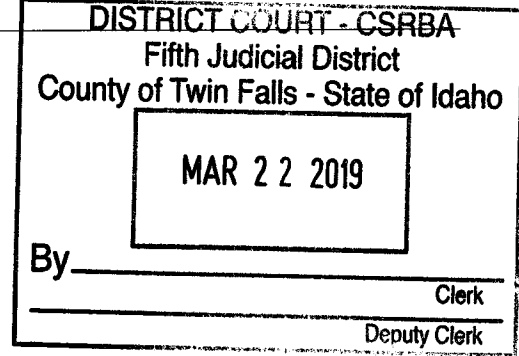 DISTRICT COURT - CSRBA
Fifth Judicial District
County of Twin Falls - State of Idaho
MAR 22 2019
By
Clerk
Deputy Clerk